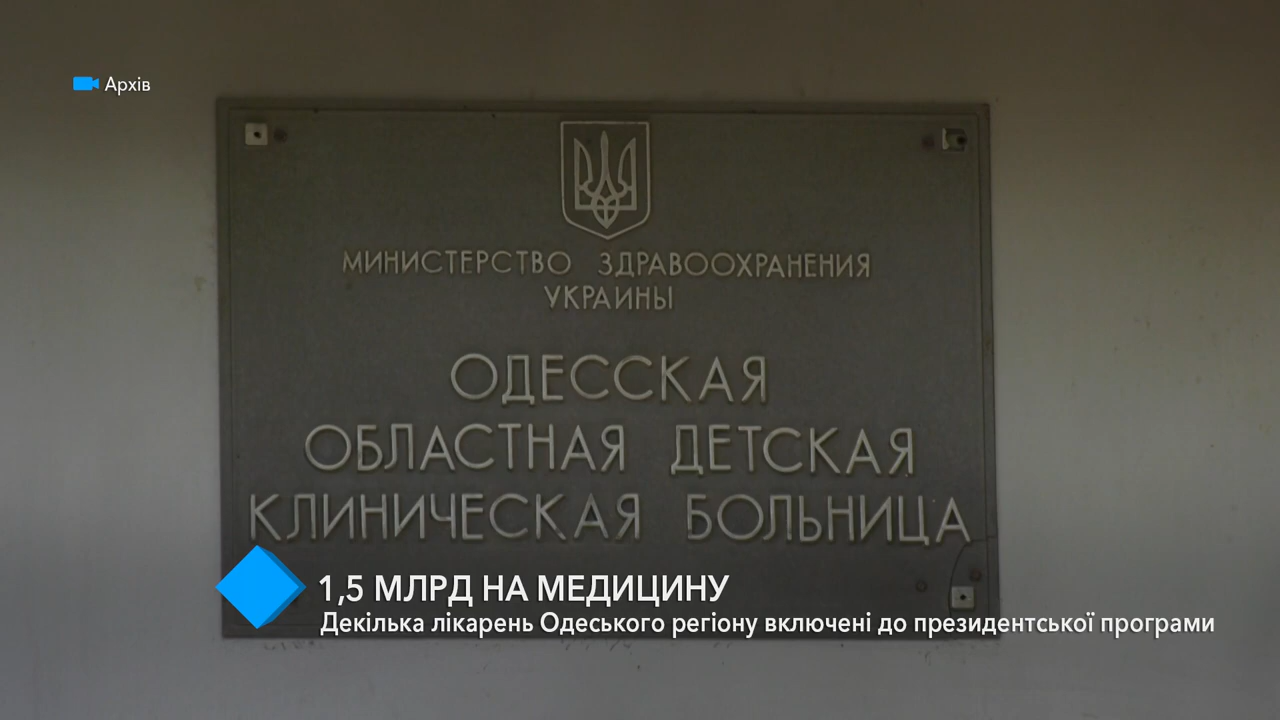 Архів
МИНИСТЕРСТВО ЗДРАВООХРАНЕНИЯ
УКРАИНЫ
ОДЕССКАЯ
ОБЛАСТНАЯ ДЕТСКАЯ
КЛИНИЧЕСКАЯ БОЛЬНИЦА
1,5 МЛРД НА МЕДИЦИНУ
Декілька лікарень Одеського регіону включені до президентської програми